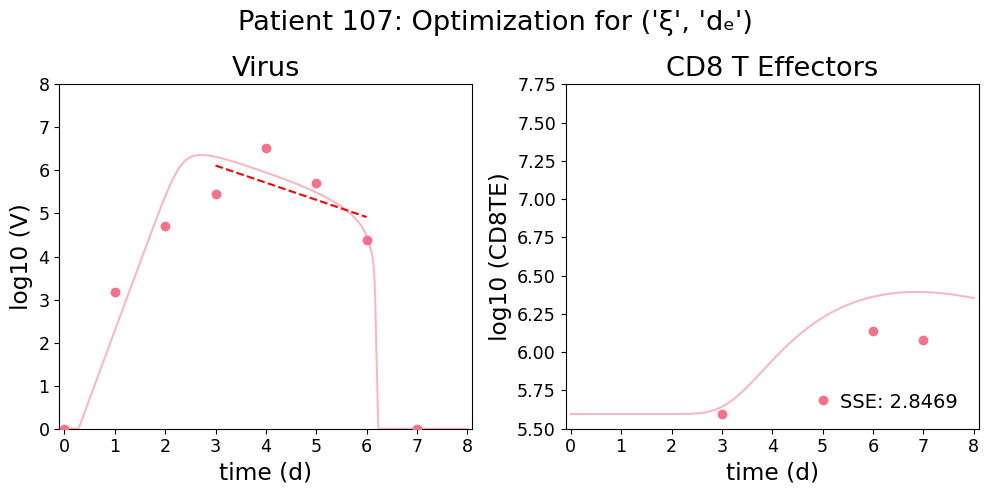 Patient 107: Optimization for ('ξ', 'dₑ')
Virus
CD8 T Effectors
log10 (V)
8
7
6
5
4
3
2
1
0
0 1 2 3 4 5 6 7 8
time (d)
log10 (CD8TE)
7.75
7.50
7.25
7.00
6.75
6.50
6.25
6.00
5.75
5.50
SSE: 2.8469
0 1 2 3 4 5 6 7 8
time (d)